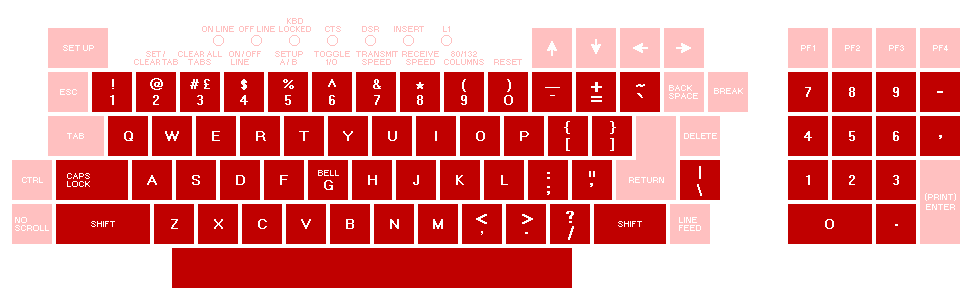 KBD
ON LINE OFF LINE LOCKED CTS DSR INSERT L1
SET UP
PF1 PF2 PF3 PF4
SET / CLEAR ALL ON / OFF SETUP TOGGLE TRANSMIT RECEIVE 80/132
CLEAR TAB TABS LINE A / B I/O SPEED SPEED COLUMNS RESET
! @ # £ $ % ^ & * ( ) — ± ~
ESC 1 2 3 4 5 6 7 8 9 0 - = ` BACK SPACE BREAK 7 8 9 -
TAB Q W E R T Y U I O P { [ } ] DELETE 4 5 6 ,
CTRL CAPS LOCK A S D F BELL G H J K L : ; " ' RETURN | \ 1 2 3 (PRINT) ENTER
NO SCROLL SHIFT Z X C V B N M < , > . ? / SHIFT LINE FEED 0 .